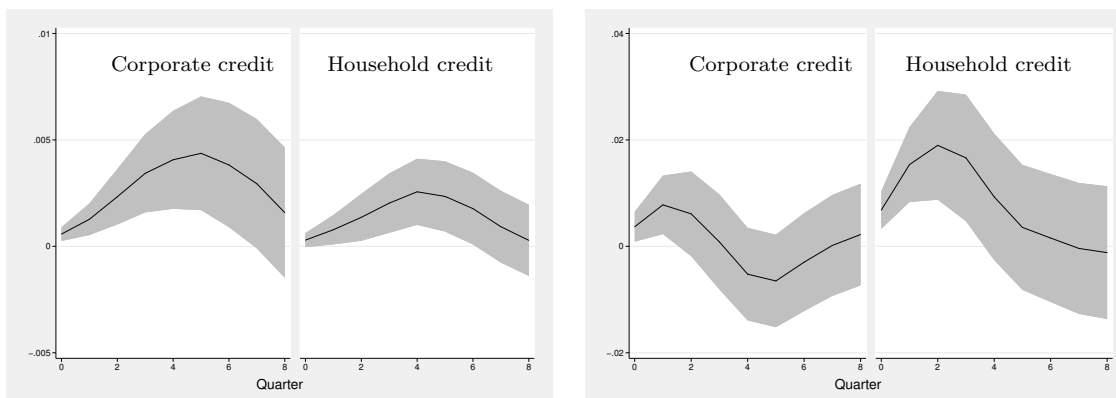 .01
.005
0
−.005
Corporate credit
Household credit
0 2 4 6 8
0 2 4 6 8
Quarter
.04
.02
0
−.02
Corporate credit
Household credit
0 2 4 6 8
0 2 4 6 8
Quarter